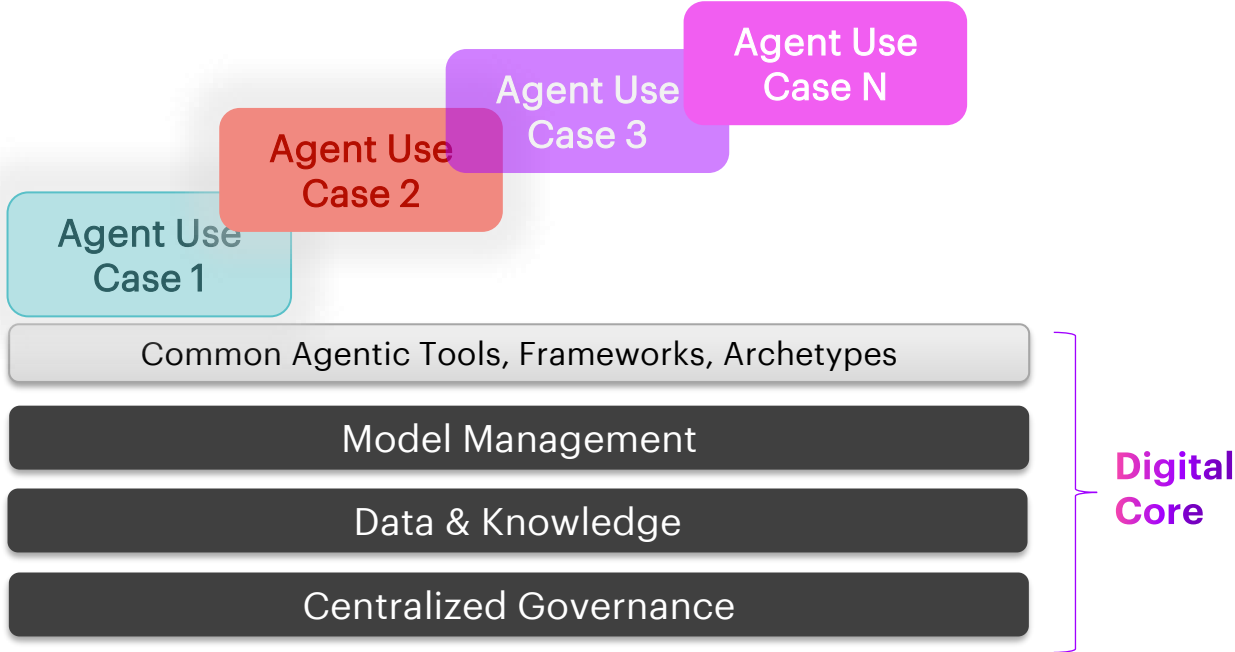 Agent Use
Case N
Agent Use
Case 3
Agent Use
Case 2
Agent Use
Case 1
Common Agentic Tools, Frameworks, Archetypes
Model Management
Data & Knowledge
Centralized Governance
Digital
Core